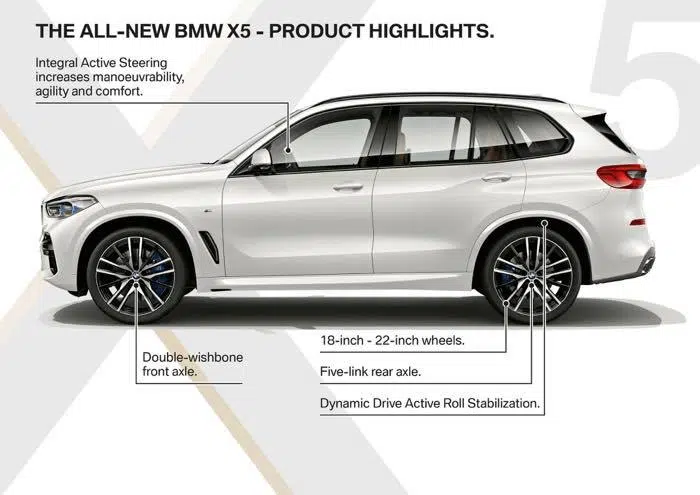 THE ALL-NEW BMW X5 - PRODUCT HIGHLIGHTS.
Integral Active Steering
increases manoeuvrability,
agility and comfort.
18-inch - 22-inch wheels.
Double-wishbone
front axle.
Five-link rear axle.
Dynamic Drive Active Roll Stabilization.
X5